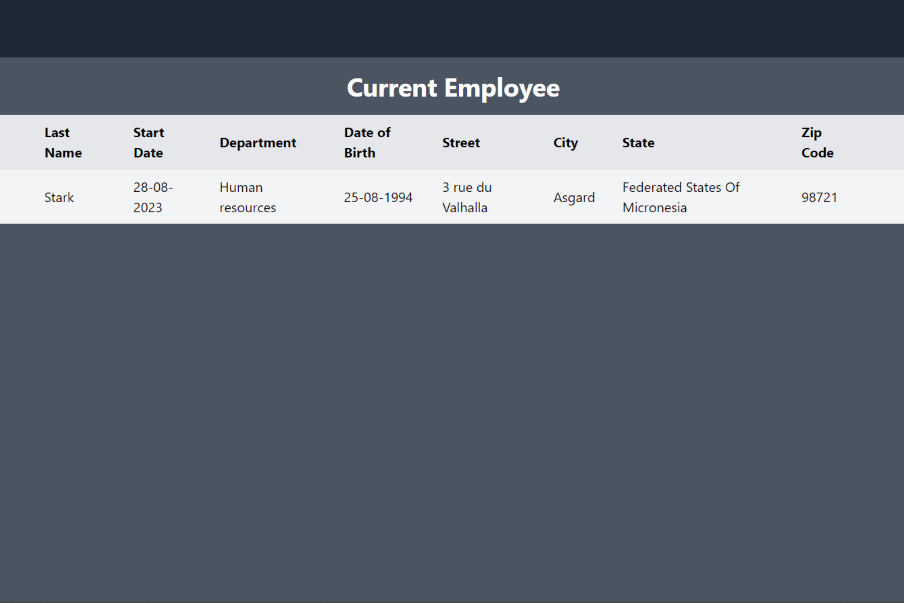 Current Employee
Last Name Start Date Department Date of Birth Street City State Zip Code
Stark 28-08-2023 Human resources 25-08-1994 3 rue du Valhalla Asgard Federated States Of Micronesia 98721